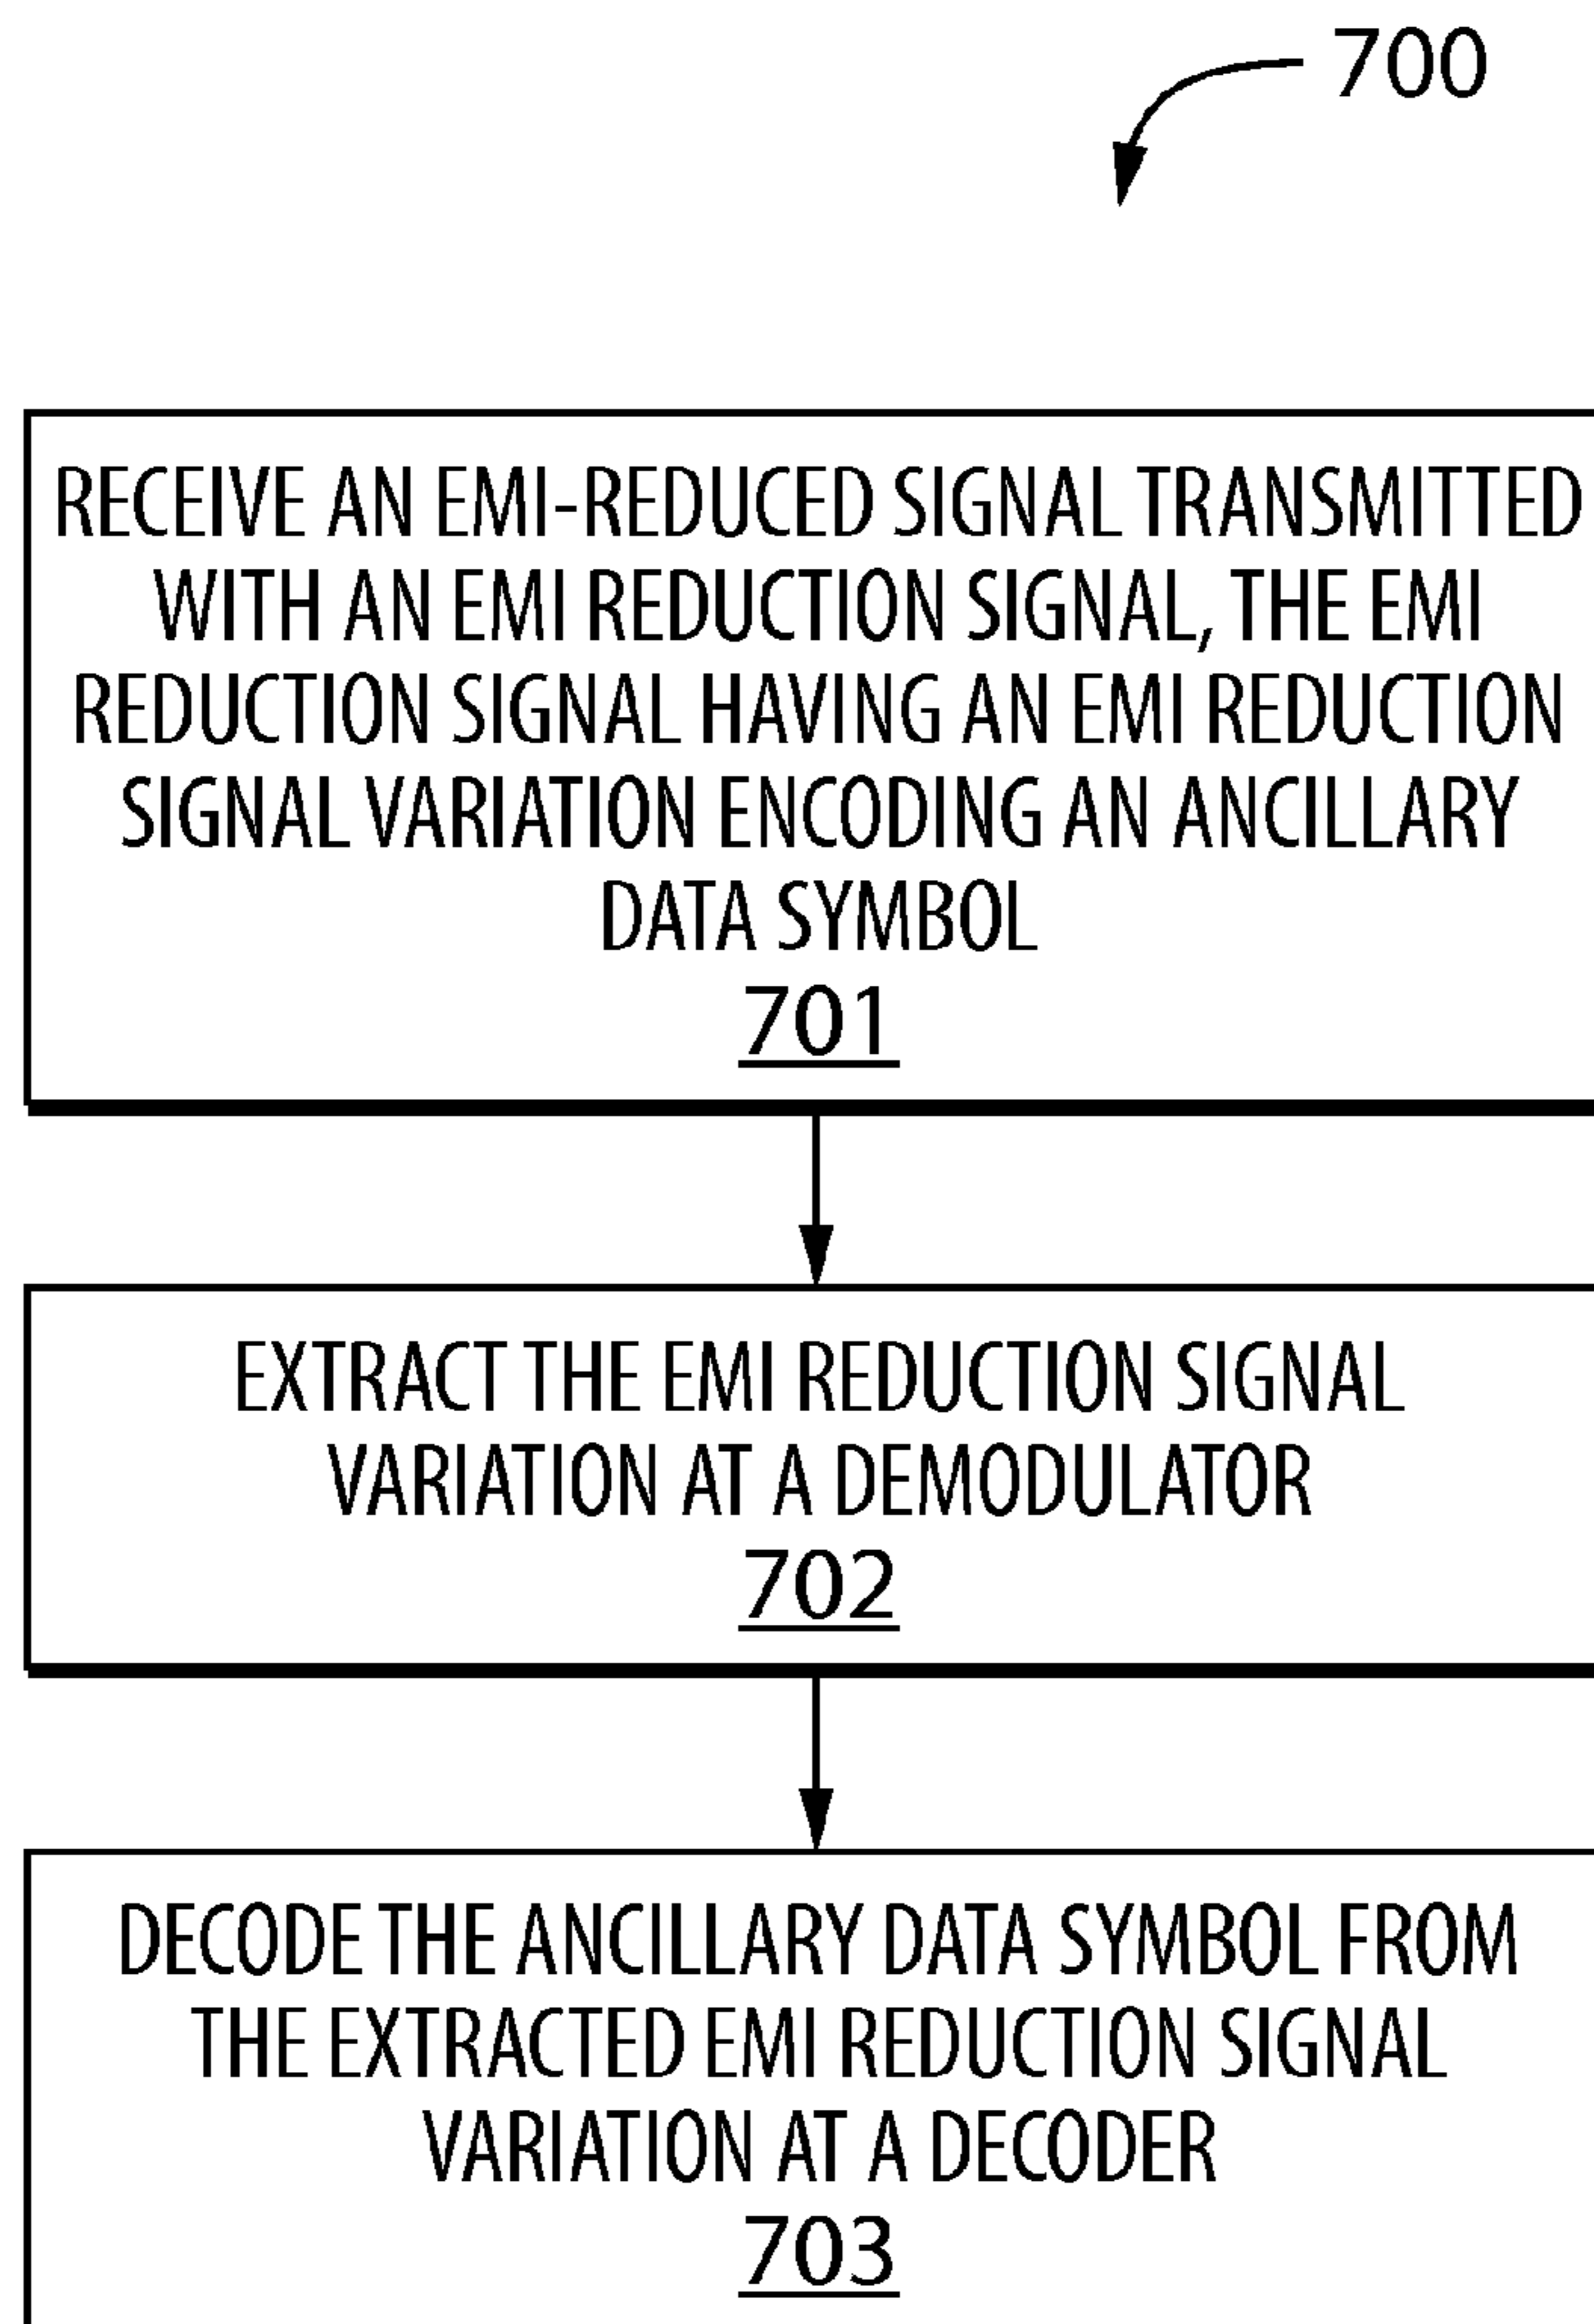 700
RECEIVE AN EMI-REDUCED SIGNAL TRANSMITTED
WITH AN EMI REDUCTION SIGNAL, THE EMI
REDUCTION SIGNAL HAVING AN EMI REDUCTION
SIGNAL VARIATION ENCODING AN ANCILLARY
DATA SYMBOL
701
EXTRACT THE EMI REDUCTION SIGNAL
VARIATION AT A DEMODULATOR
702
DECODE THE ANCILLARY DATA SYMBOL FROM
THE EXTRACTED EMI REDUCTION SIGNAL
VARIATION AT A DECODER
703